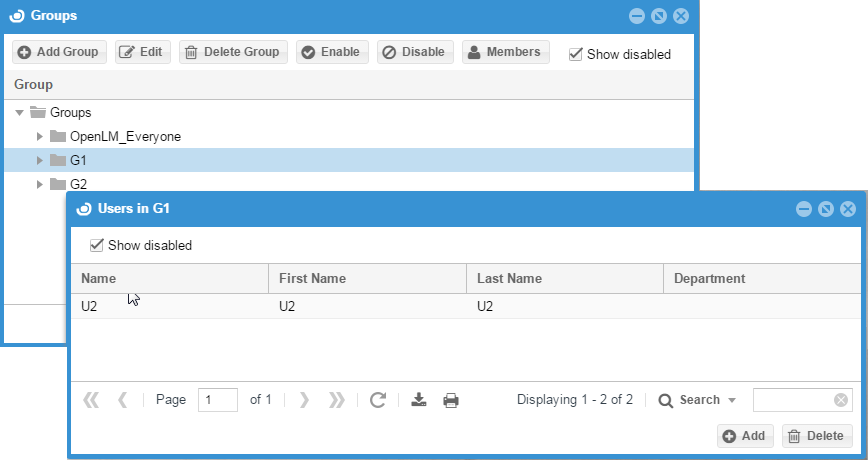 Groups
Add Group Edit Delete Group Enable Disable Members Show disabled
Group
Groups
OpenLM_Everyone
G1
G2
Users in G1
Show disabled
Name First Name Last Name Department
U2 U2 U2
Page 1 of 1 Displaying 1 - 2 of 2 Search
Add Delete